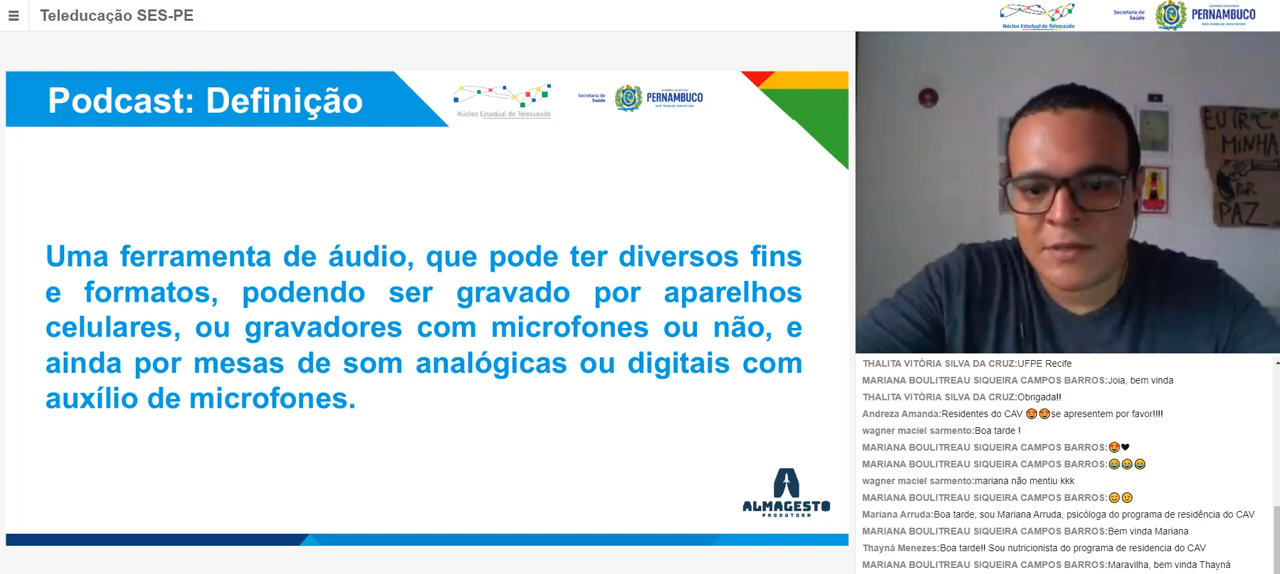 Teleducação SES-PE
Núcleo Estadual de Telessaúde
Secretaria de
Saúde
PERNAMBUCO
Podcast: Definição
Núcleo Estadual de Telessaúde
Secretaria de
Saúde
PERNAMBUCO
Uma ferramenta de áudio, que pode ter diversos fins
e formatos, podendo ser gravado por aparelhos
celulares, ou gravadores com microfones ou não, e
ainda por mesas de som analógicas ou digitais com
auxílio de microfones.
ALMAGESTO
PRODUTORA
EU TROCO
MINHA
POR
PAZ
THALITA VITÓRIA SILVA DA CRUZ:UFPE Recife
MARIANA BOULITREAU SIQUEIRA CAMPOS BARROS:Joia, bem vinda
THALITA VITÓRIA SILVA DA CRUZ:Obrigada!!
Andreza Amanda:Residentes do CAV 🥰🥰se apresentem por favor!!!!
wagner maciel sarmento:Boa tarde !
MARIANA BOULITREAU SIQUEIRA CAMPOS BARROS:🥰🖤
MARIANA BOULITREAU SIQUEIRA CAMPOS BARROS:😂😂😂
wagner maciel sarmento:mariana não mentiu kkk
MARIANA BOULITREAU SIQUEIRA CAMPOS BARROS:😊😉
Mariana Arruda:Boa tarde, sou Mariana Arruda, psicóloga do programa de residência do CAV
MARIANA BOULITREAU SIQUEIRA CAMPOS BARROS:Bem vinda Mariana
Thayná Menezes:Boa tarde!! Sou nutricionista do programa de residencia do CAV
MARIANA BOULITREAU SIQUEIRA CAMPOS BARROS:Maravilha, bem vinda Thayná